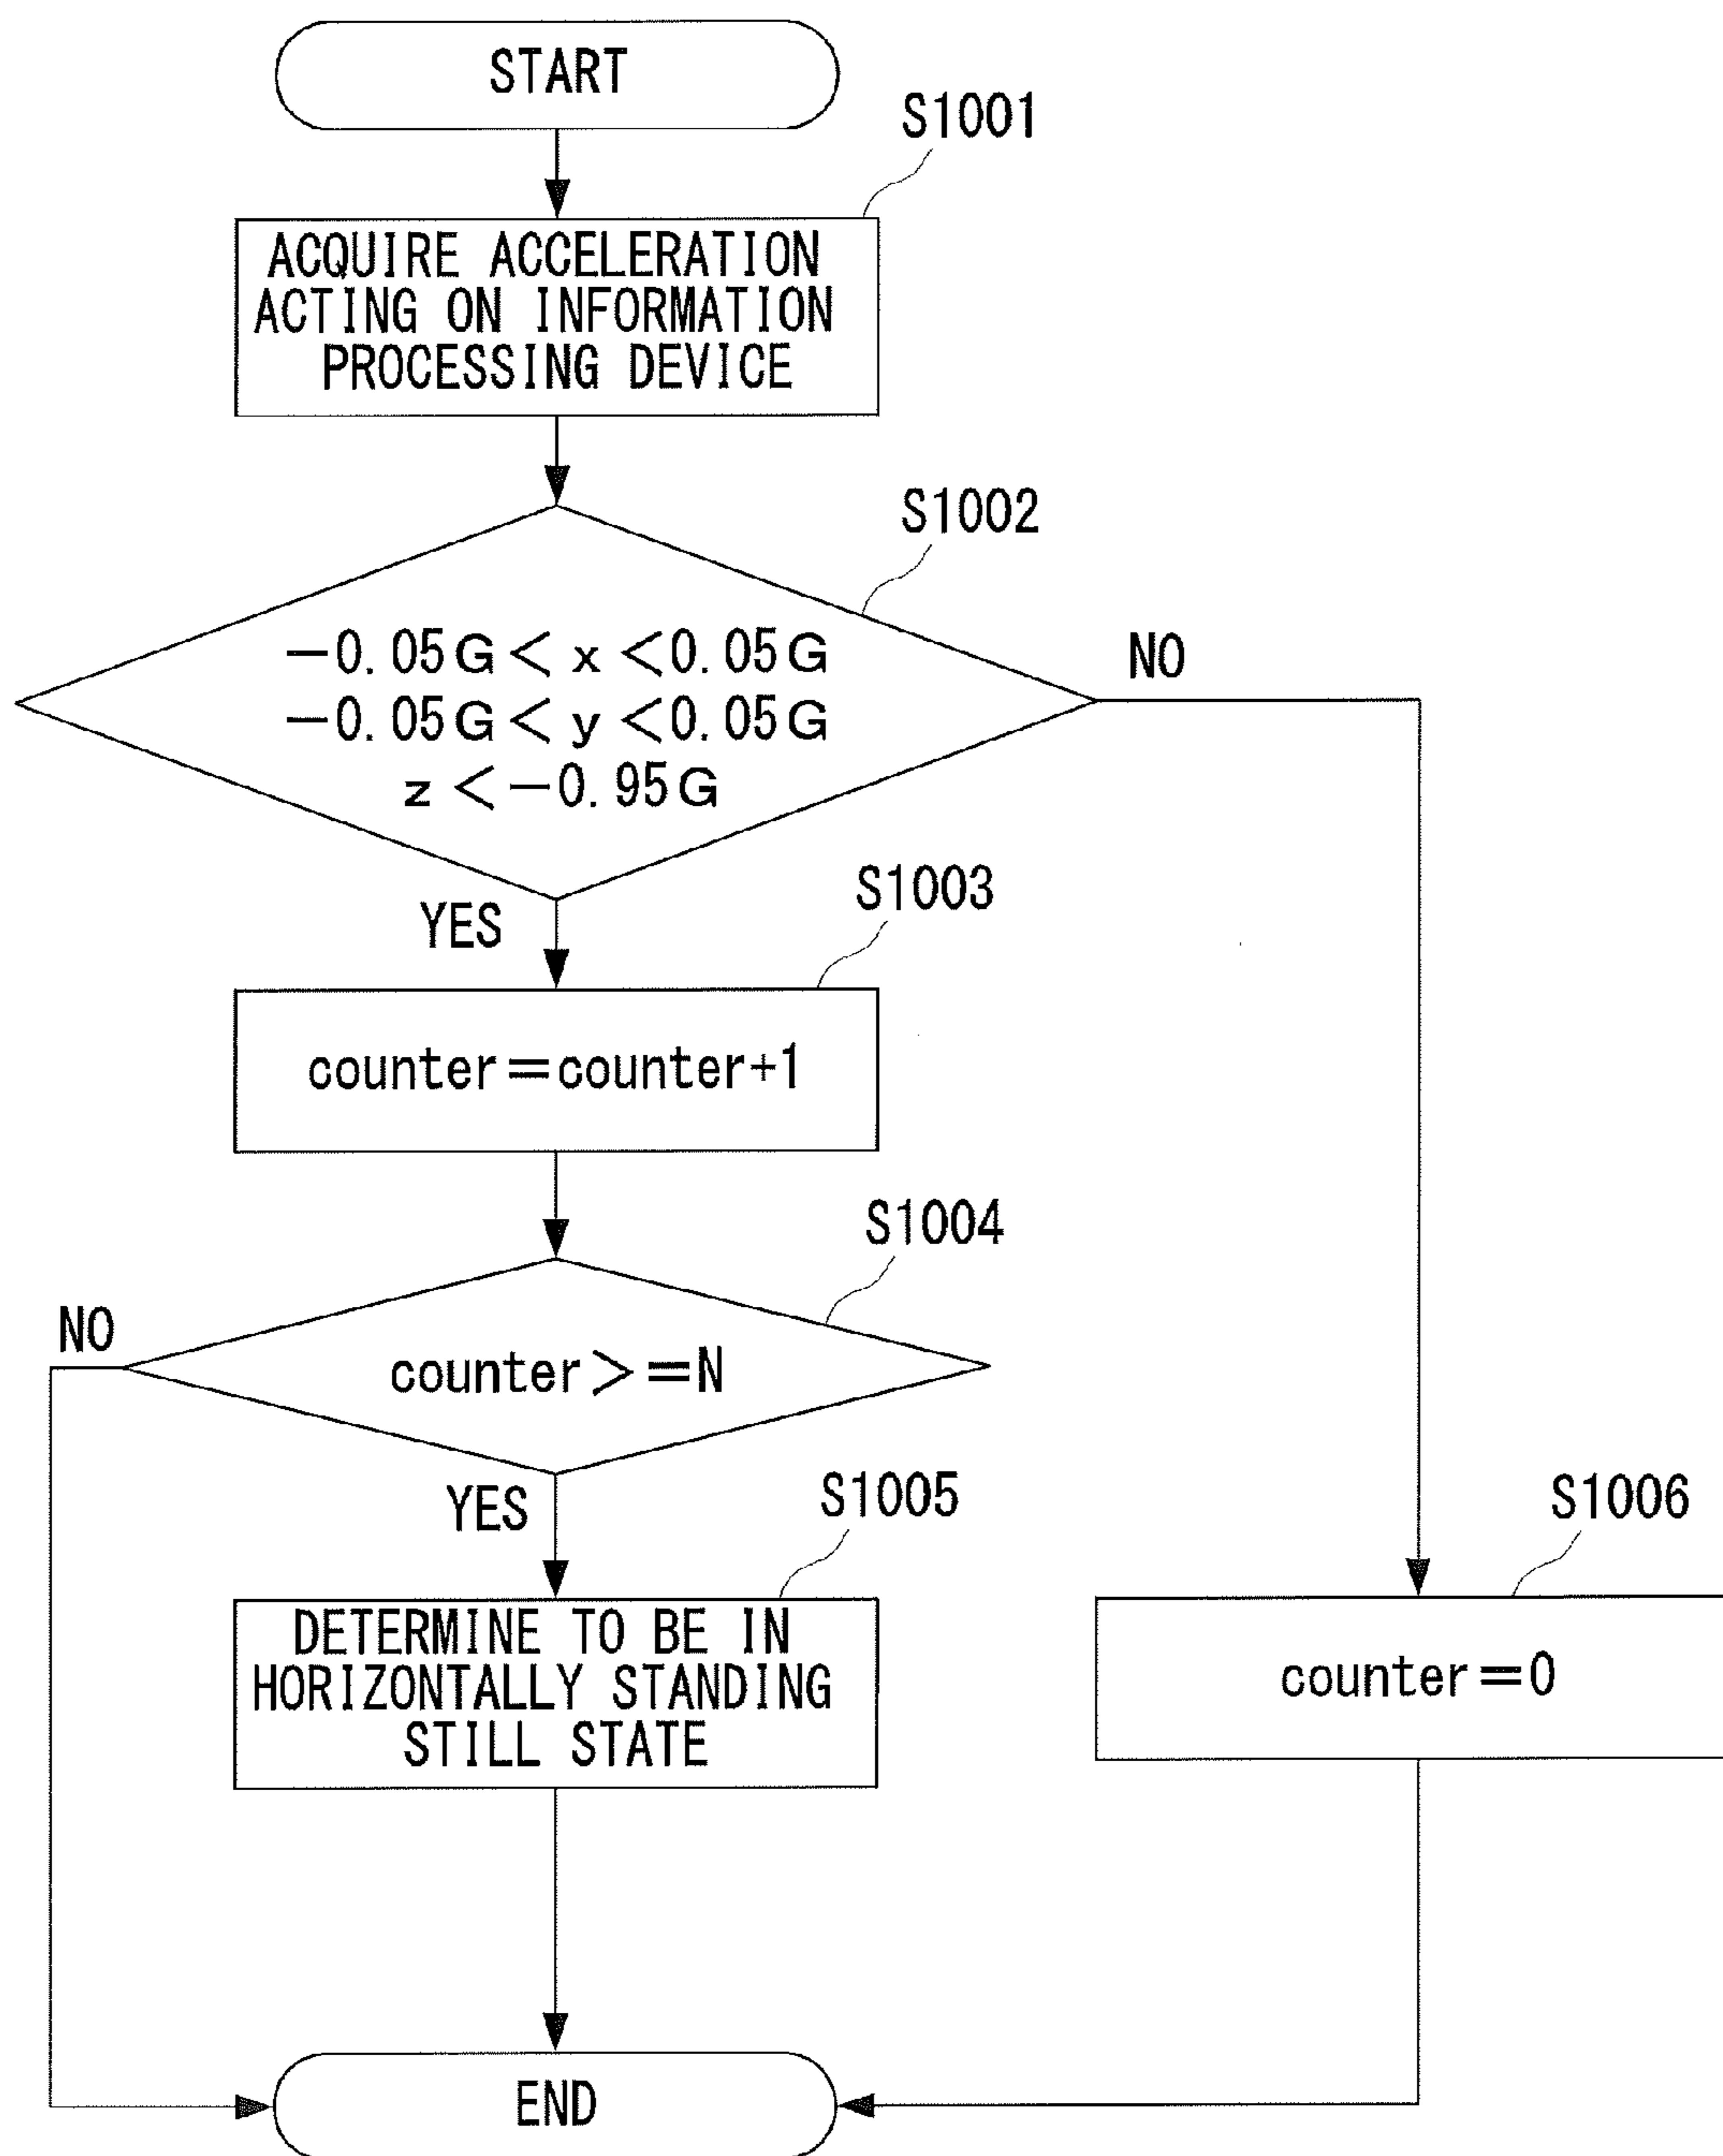 START
S1001
ACQUIRE ACCELERATION
ACTING ON INFORMATION
PROCESSING DEVICE
S1002
-0.05G < x <0.05G
-0.05G < y <0.05G
z <-0.95G
NO
YES
S1003
counter=counter+1
S1004
NO
counter>=N
YES
S1005
DETERMINE TO BE IN
HORIZONTALLY STANDING
STILL STATE
S1006
counter=0
END